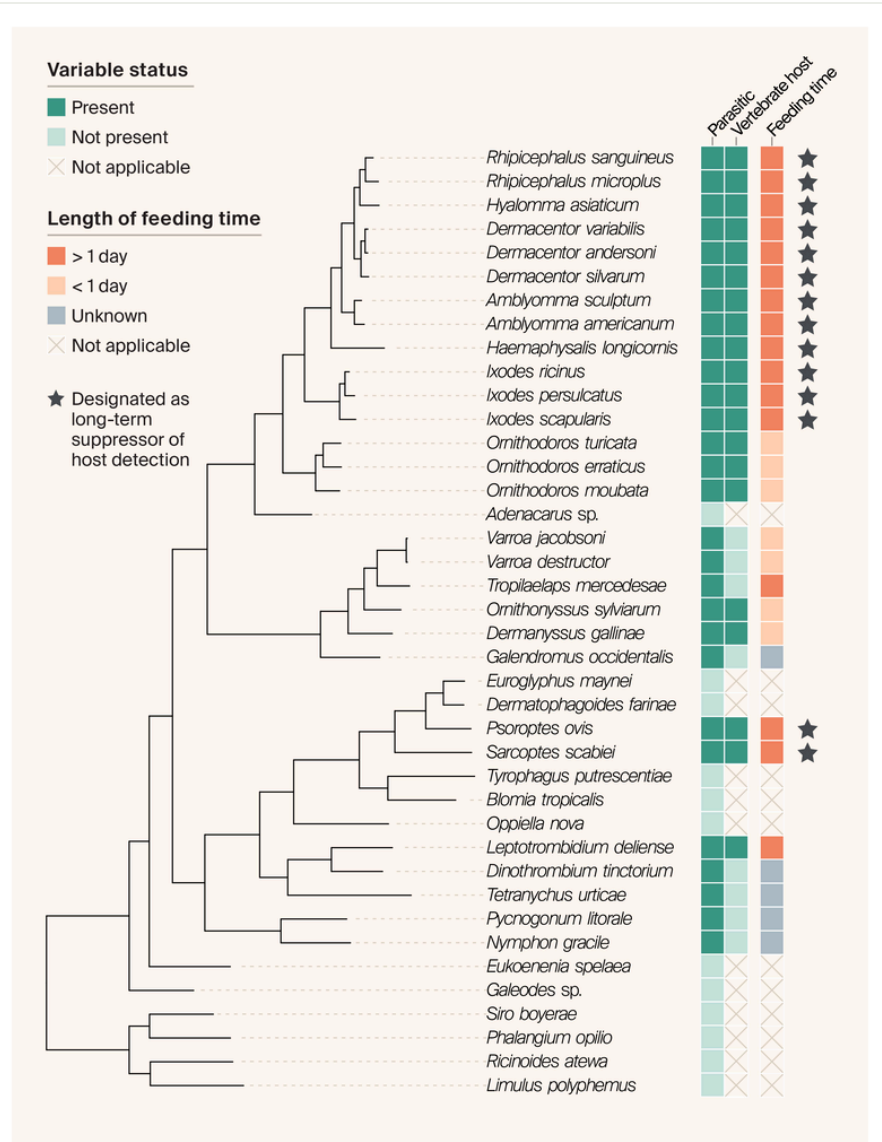 Variable status
Present
Not present
Not applicable
Length of feeding time
> 1 day
< 1 day
Unknown
Not applicable
Designated as
long-term
suppressor of
host detection
Parasitic
Vertebrate host
Feeding time
Rhipicephalus sanguineus
Rhipicephalus microplus
Hyalomma asiaticum
Dermacentor variabilis
Dermacentor andersoni
Dermacentor silvarum
Amblyomma sculptum
Amblyomma americanum
Haemaphysalis longicornis
Ixodes ricinus
Ixodes persulcatus
Ixodes scapularis
Ornithodoros turicata
Ornithodoros erraticus
Ornithodoros moubata
Adenacarus sp.
Varroa jacobsoni
Varroa destructor
Tropilaelaps mercedesae
Ornithonyssus sylviarum
Dermanyssus gallinae
Galendromus occidentalis
Euroglyphus maynei
Dermatophagoides farinae
Psoroptes ovis
Sarcoptes scabiei
Tyrophagus putrescentiae
Blomia tropicalis
Oppiella nova
Leptotrombidium deliense
Dinothrombium tinctorium
Tetranychus urticae
Pycnogonum litorale
Nymphon gracile
Eukoenenia spelaea
Galeodes sp.
Siro boyerae
Phalangium opilio
Ricinoides atewa
Limulus polyphemus